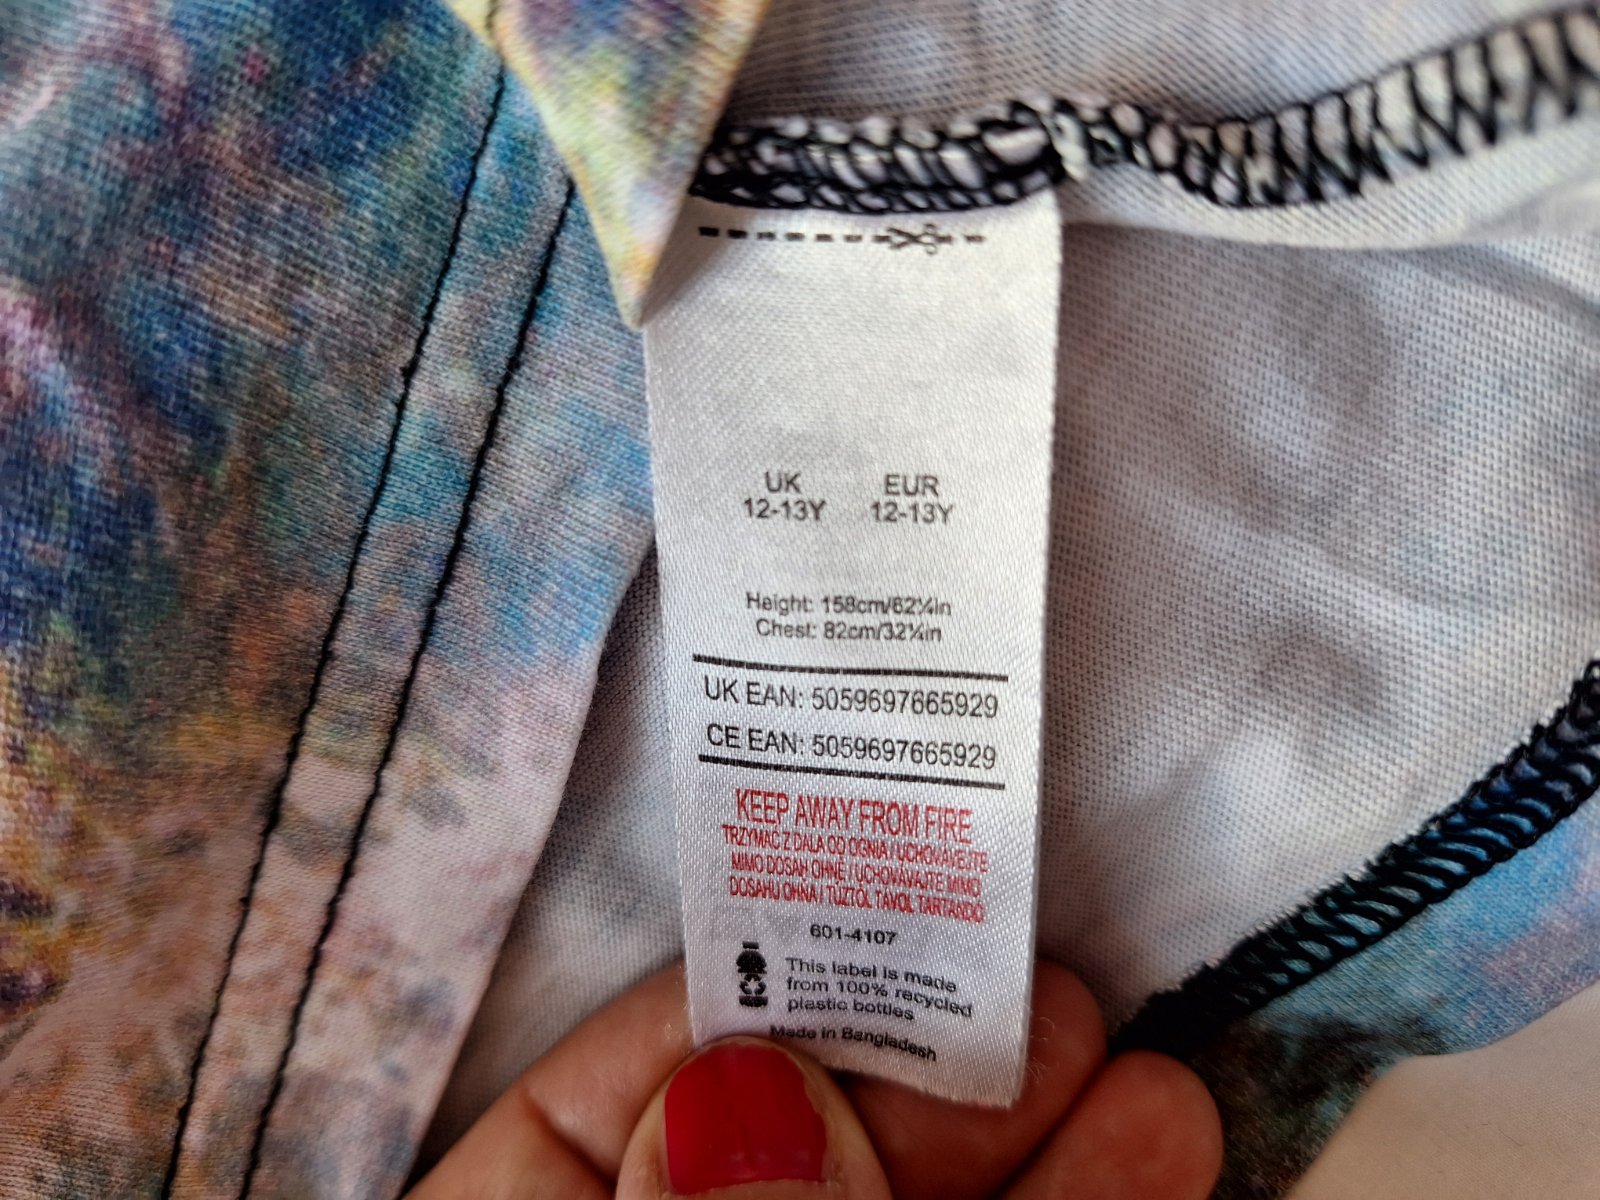 UK EUR
12-13Y 12-13Y
Height: 158cm/62¼in
Chest: 82cm/32¼in
UK EAN: 5059697665929
CE EAN: 5059697665929
KEEP AWAY FROM FIRE
TRZYMAĆ Z DALA OD OGNIA / UCHOVÁVEJTE
MIMO DOSAH OHNĚ / UCHOVÁVAJTE MIMO
DOSAHU OHŇA / TŰZTŐL TÁVOL TARTANDÓ
601-4107
This label is made
from 100% recycled
plastic bottles
Made in Bangladesh